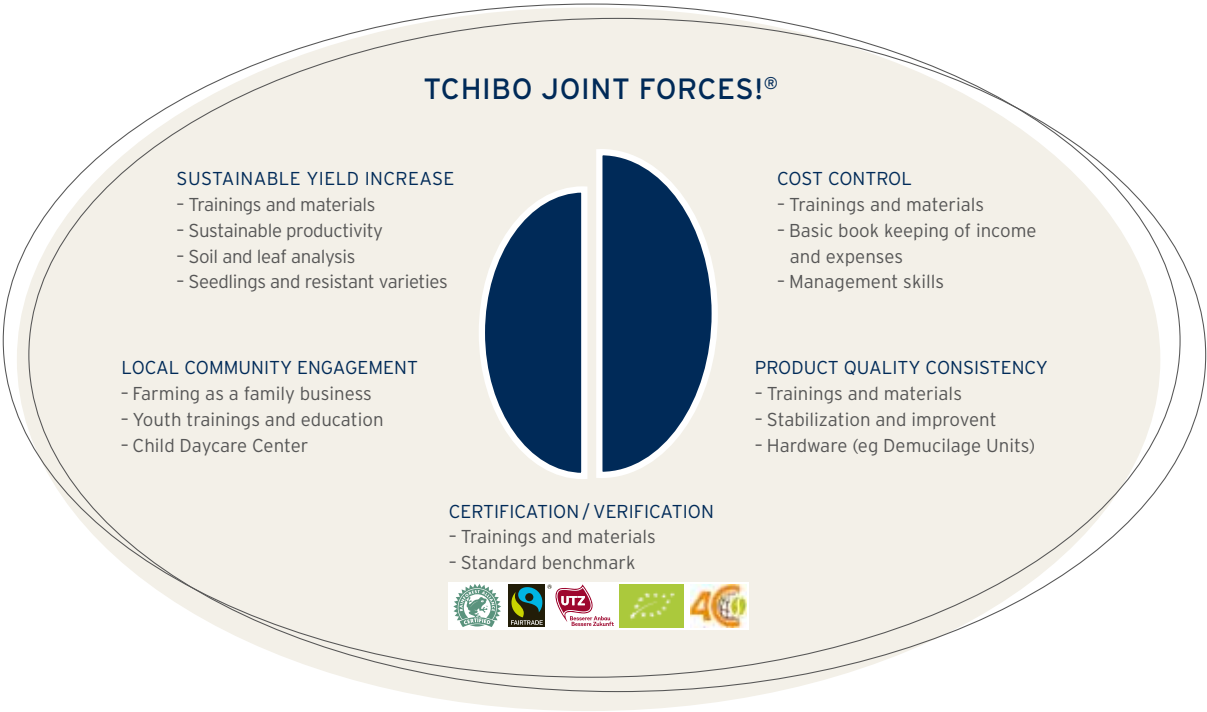 TCHIBO JOINT FORCES!®
SUSTAINABLE YIELD INCREASE
– Trainings and materials
– Sustainable productivity
– Soil and leaf analysis
– Seedlings and resistant varieties
COST CONTROL
– Trainings and materials
– Basic book keeping of income
and expenses
– Management skills
LOCAL COMMUNITY ENGAGEMENT
– Farming as a family business
– Youth trainings and education
– Child Daycare Center
PRODUCT QUALITY CONSISTENCY
– Trainings and materials
– Stabilization and improvent
– Hardware (eg Demucilage Units)
CERTIFICATION / VERIFICATION
– Trainings and materials
– Standard benchmark
RAINFOREST ALLIANCE
CERTIFIED
FAIRTRADE
®
UTZ
Besserer Anbau
Bessere Zukunft
4C